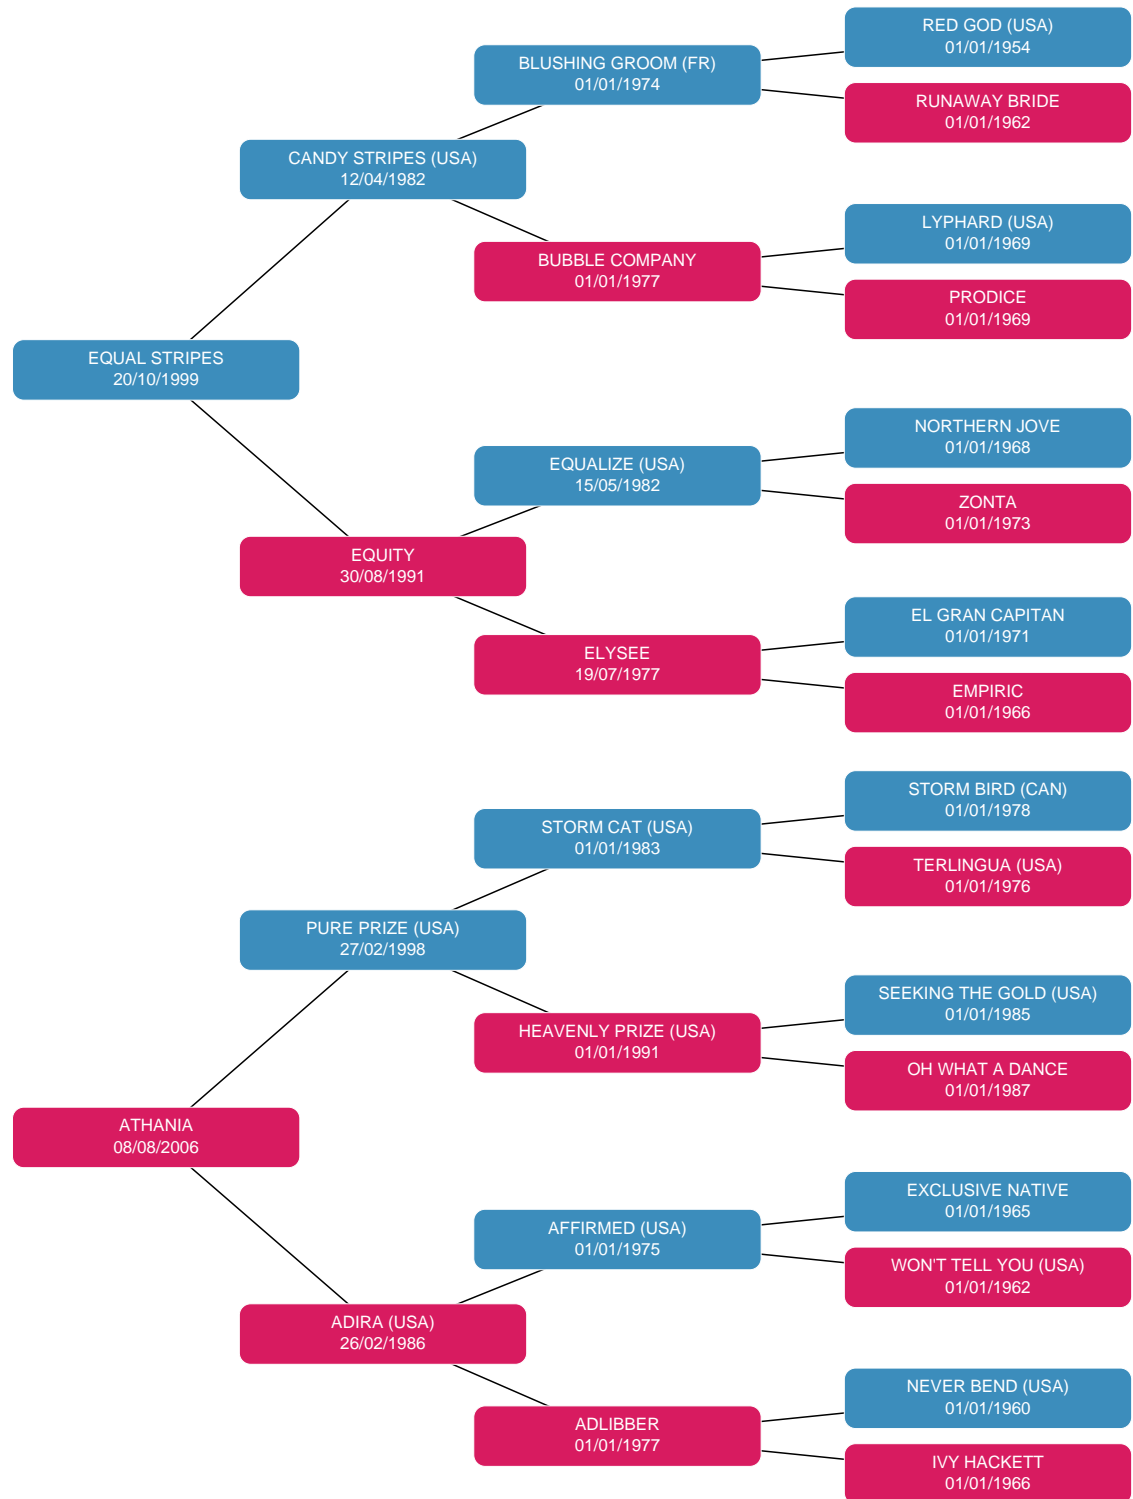 RED GOD (USA)
01/01/1954
BLUSHING GROOM (FR)
01/01/1974
RUNAWAY BRIDE
01/01/1962
CANDY STRIPES (USA)
12/04/1982
LYPHARD (USA)
01/01/1969
BUBBLE COMPANY
01/01/1977
PRODICE
01/01/1969
EQUAL STRIPES
20/10/1999
NORTHERN JOVE
01/01/1968
EQUALIZE (USA)
15/05/1982
ZONTA
01/01/1973
EQUITY
30/08/1991
EL GRAN CAPITAN
01/01/1971
ELYSEE
19/07/1977
EMPIRIC
01/01/1966
STORM BIRD (CAN)
01/01/1978
STORM CAT (USA)
01/01/1983
TERLINGUA (USA)
01/01/1976
PURE PRIZE (USA)
27/02/1998
SEEKING THE GOLD (USA)
01/01/1985
HEAVENLY PRIZE (USA)
01/01/1991
OH WHAT A DANCE
01/01/1987
ATHANIA
08/08/2006
EXCLUSIVE NATIVE
01/01/1965
AFFIRMED (USA)
01/01/1975
WON'T TELL YOU (USA)
01/01/1962
ADIRA (USA)
26/02/1986
NEVER BEND (USA)
01/01/1960
ADLIBBER
01/01/1977
IVY HACKETT
01/01/1966